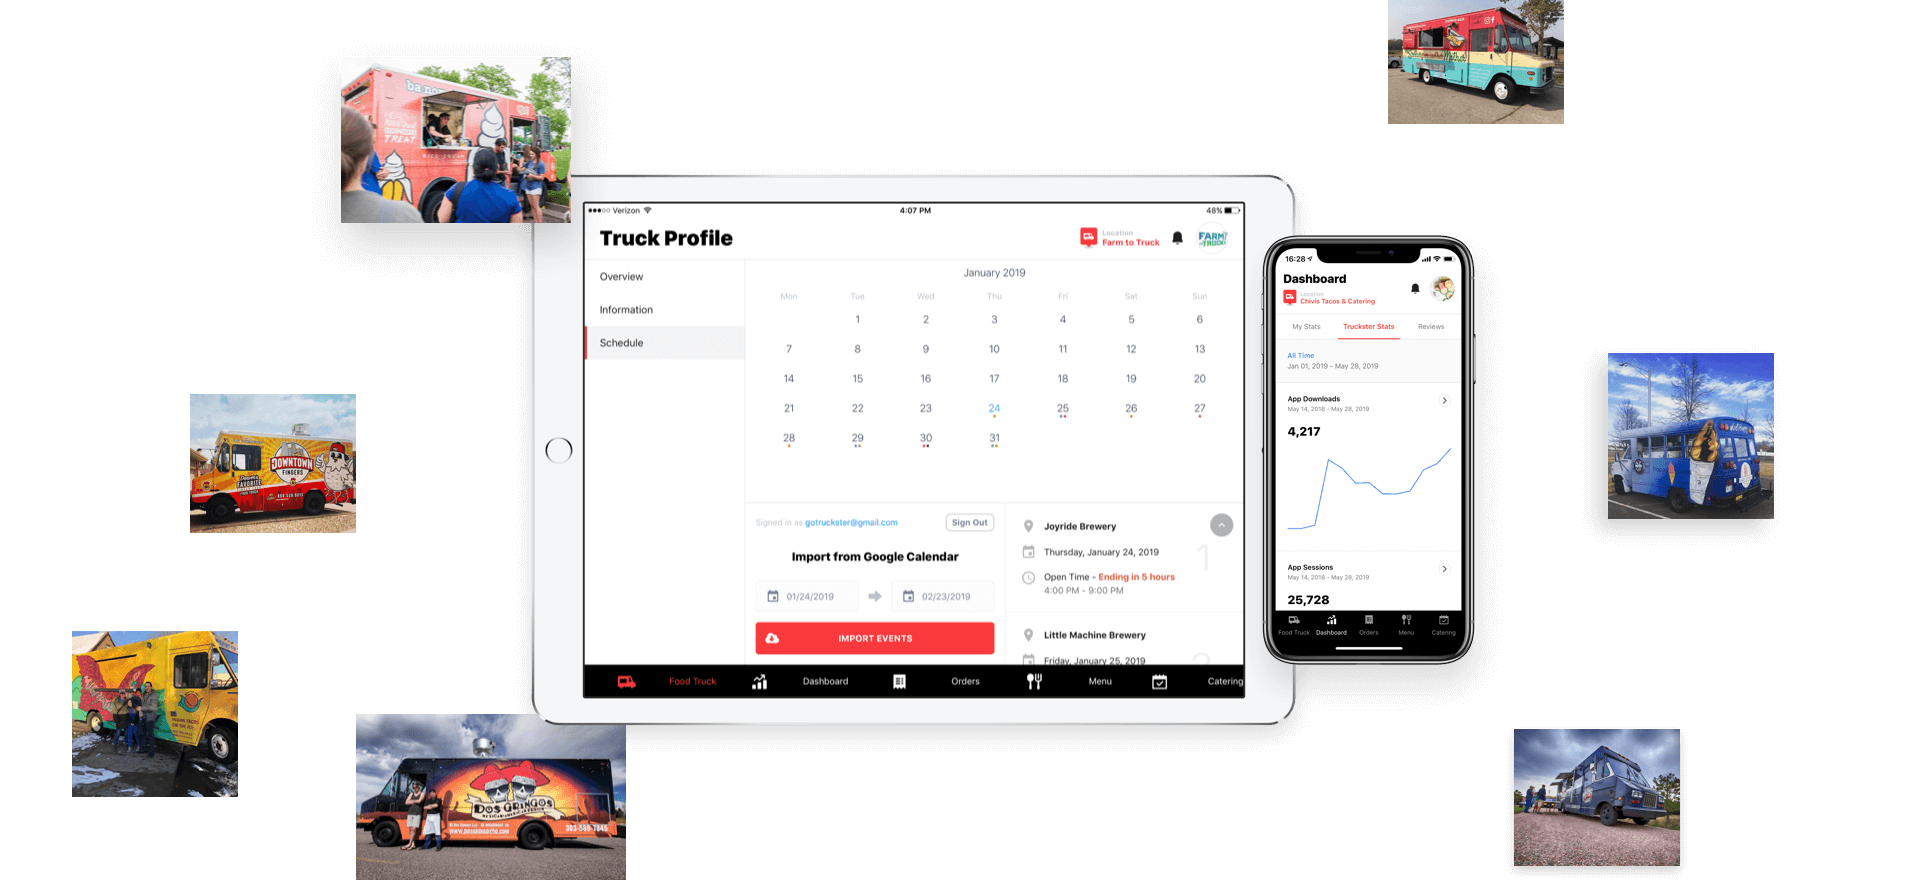 TREAT
●●●○○ Verizon
4:07 PM
48%
Truck Profile
Location
Farm to Truck
FARM
TRUCK
Overview
Information
Schedule
January 2019
Mon Tue Wed Thu Fri Sat Sun
1 2 3 4 5 6
7 8 9 10 11 12 13
14 15 16 17 18 19 20
21 22 23 24 25 26 27
28 29 30 31
Signed in as gotruckster@gmail.com
Sign Out
Import from Google Calendar
01/24/2019
02/23/2019
IMPORT EVENTS
Joyride Brewery
Thursday, January 24, 2019
1
Open Time - Ending in 5 hours
4:00 PM - 9:00 PM
Little Machine Brewery
Friday, January 25, 2019
Food Truck
Dashboard
Orders
Menu
Catering
16:28
Dashboard
Location
Chivis Tacos & Catering
My Stats
Truckster Stats
Reviews
All Time
Jan 01, 2019 - May 28, 2019
App Downloads
May 14, 2018 - May 28, 2019
4,217
App Sessions
May 14, 2018 - May 28, 2019
25,728
Food Truck
Dashboard
Orders
Menu
Catering
DOWNTOWN
FINGERS
FAVORITE
DOS GRINGOS
303-586-7645